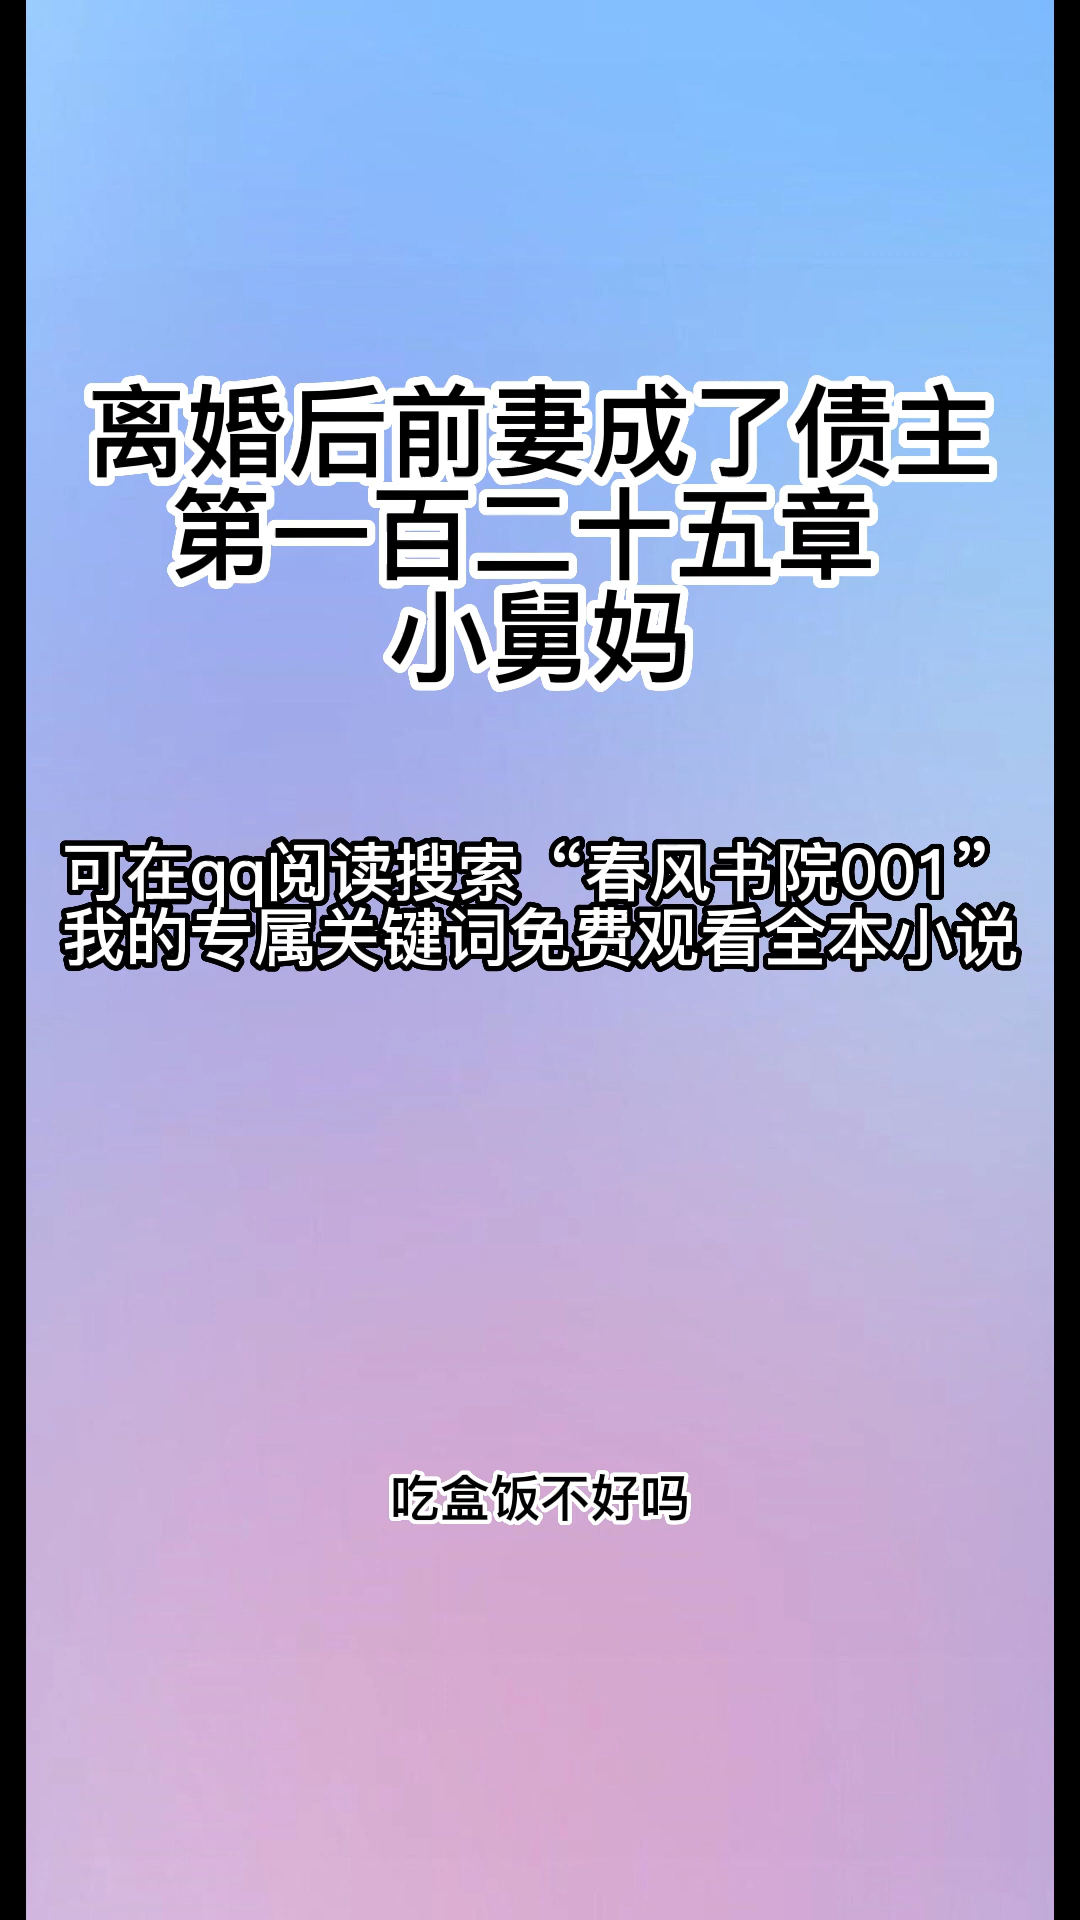 离婚后前妻成了债主
第一百二十五章
小舅妈
可在qq阅读搜索“春风书院001”
我的专属关键词免费观看全本小说
吃盒饭不好吗